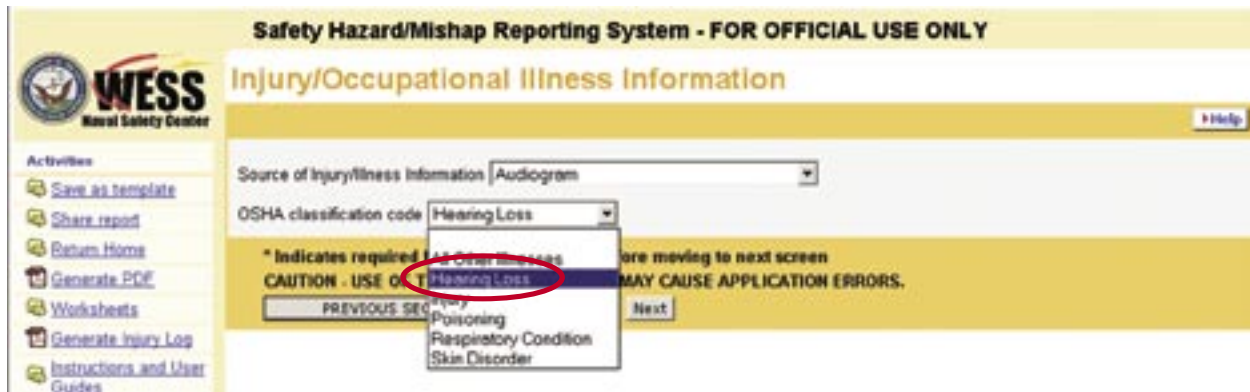 Safety Hazard/Mishap Reporting System - FOR OFFICIAL USE ONLY
WESS
Naval Safety Center
Injury/Occupational Illness Information
Help
Activities
Save as template
Share report
Return Home
Generate PDF
Worksheets
Generate Injury Log
Instructions and User
Guides
Source of Injury/Illness Information Audiogram
OSHA classification code Hearing Loss
All Other Illnesses
Hearing Loss
Injury
Poisoning
Respiratory Condition
Skin Disorder
* Indicates required
ore moving to next screen
CAUTION - USE OF T
MAY CAUSE APPLICATION ERRORS.
PREVIOUS SEC
Next